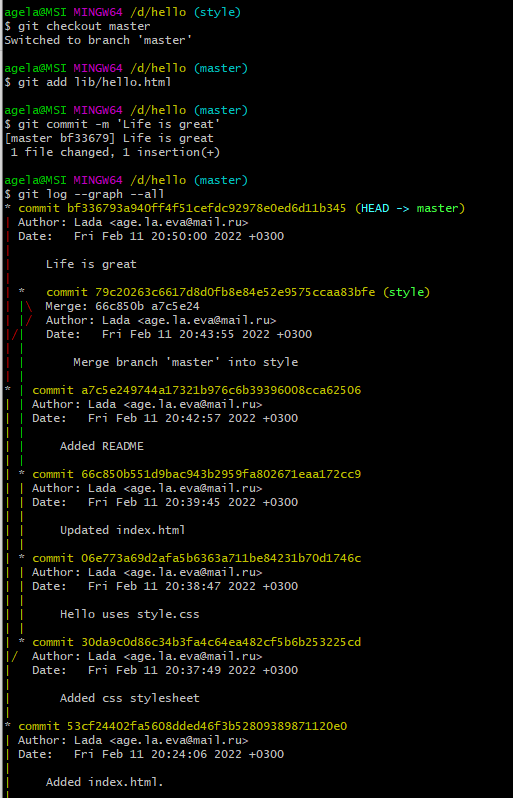 agela@MSI MINGW64 /d/hello (style)
$ git checkout master
Switched to branch 'master'
agela@MSI MINGW64 /d/hello (master)
$ git add lib/hello.html
agela@MSI MINGW64 /d/hello (master)
$ git commit -m 'Life is great'
[master bf33679] Life is great
1 file changed, 1 insertion(+)
agela@MSI MINGW64 /d/hello (master)
$ git log --graph --all
* commit bf336793a940ff4f51cefdc92978e0ed6d11b345 (HEAD -> master)
| Author: Lada <age.la.eva@mail.ru>
| Date:   Fri Feb 11 20:50:00 2022 +0300
|
|     Life is great
|
| *   commit 79c20263c6617d8d0fb8e84e52e9575ccaa83bfe (style)
| |\  Merge: 66c850b a7c5e24
| |/  Author: Lada <age.la.eva@mail.ru>
|/|   Date:   Fri Feb 11 20:43:55 2022 +0300
| |
| |       Merge branch 'master' into style
| |
* | commit a7c5e249744a17321b976c6b39396008cca62506
| | Author: Lada <age.la.eva@mail.ru>
| | Date:   Fri Feb 11 20:42:57 2022 +0300
| |
| |     Added README
| |
| * commit 66c850b551d9bac943b2959fa802671eaa172cc9
| | Author: Lada <age.la.eva@mail.ru>
| | Date:   Fri Feb 11 20:39:45 2022 +0300
| |
| |     Updated index.html
| |
| * commit 06e773a69d2afa5b6363a711be84231b70d1746c
| | Author: Lada <age.la.eva@mail.ru>
| | Date:   Fri Feb 11 20:38:47 2022 +0300
| |
| |     Hello uses style.css
| |
| * commit 30da9c0d86c34b3fa4c64ea482cf5b6b253225cd
|/  Author: Lada <age.la.eva@mail.ru>
|   Date:   Fri Feb 11 20:37:49 2022 +0300
|
|       Added css stylesheet
|
* commit 53cf24402fa5608dded46f3b52809389871120e0
| Author: Lada <age.la.eva@mail.ru>
| Date:   Fri Feb 11 20:24:06 2022 +0300
|
|     Added index.html.
|